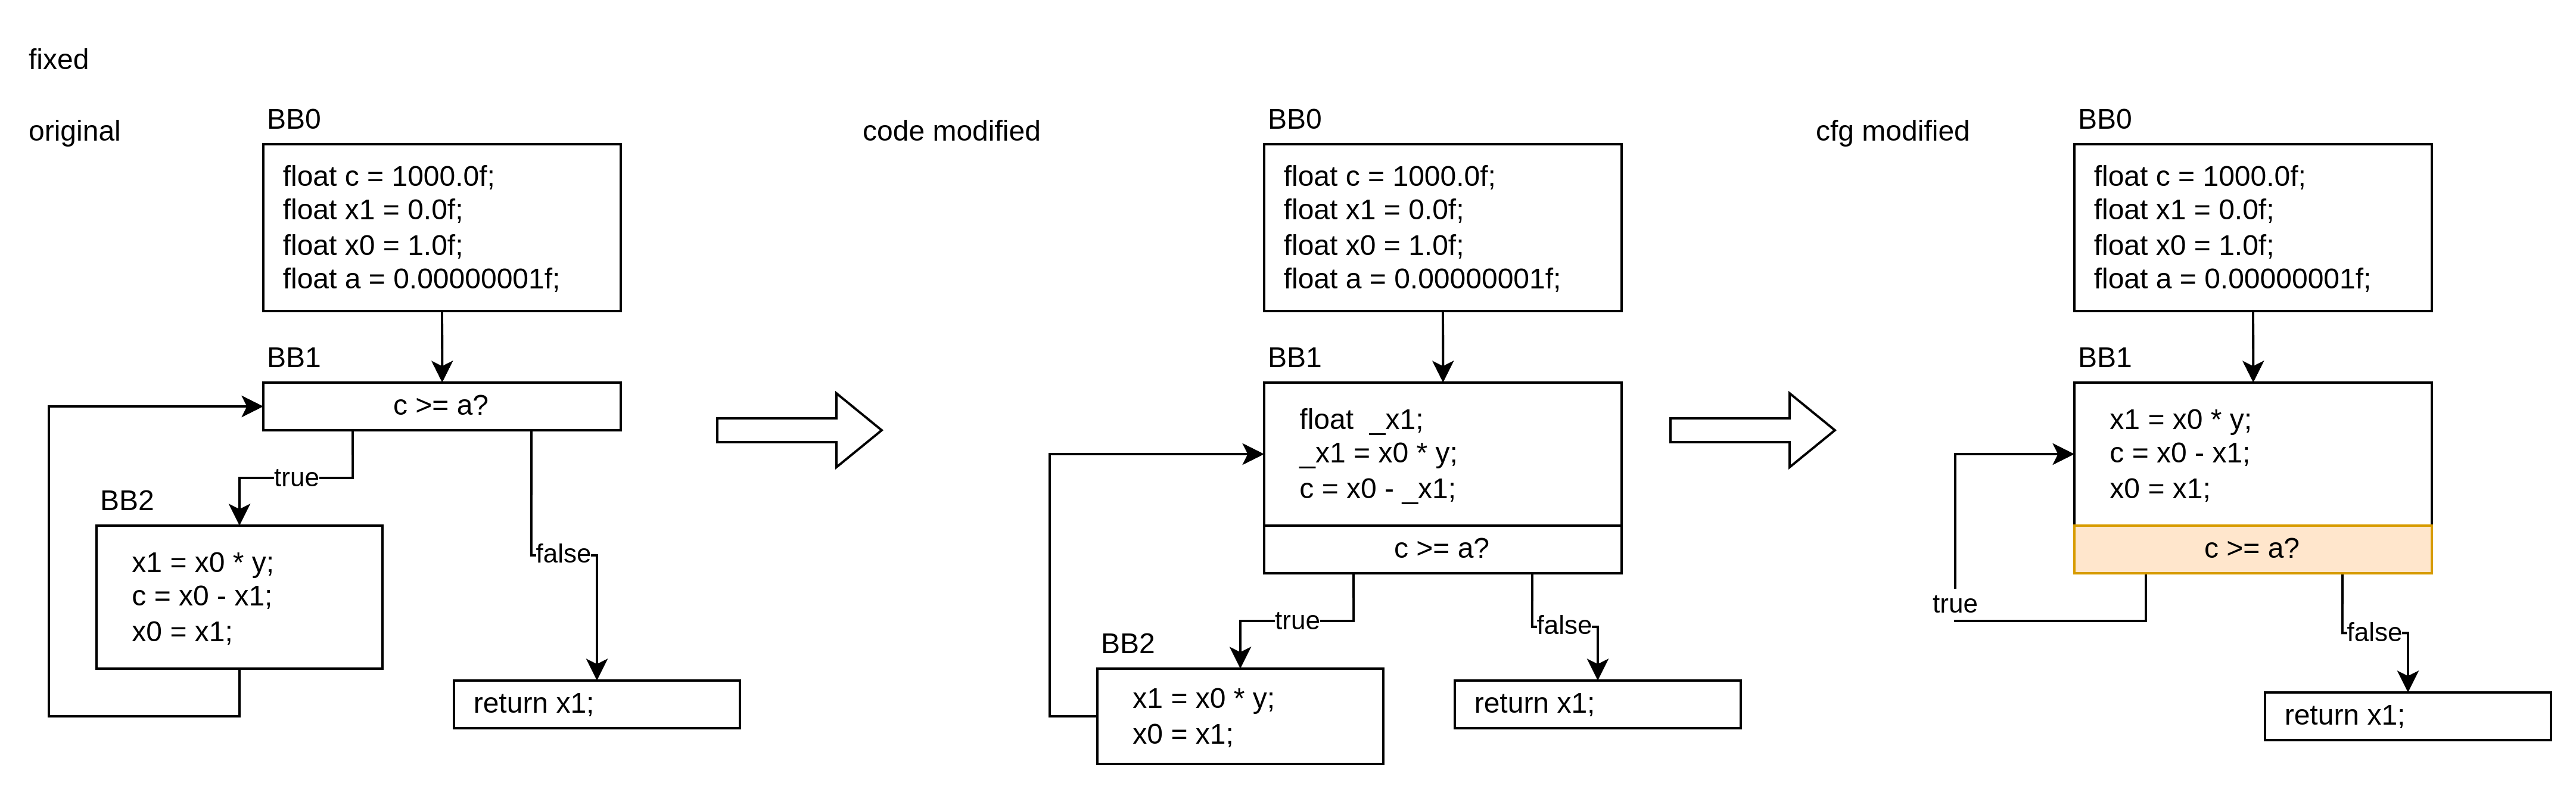 fixed
original
BB0
float c = 1000.0f;
float x1 = 0.0f;
float x0 = 1.0f;
float a = 0.00000001f;
BB1
c >= a?
true
false
BB2
x1 = x0 * y;
c = x0 - x1;
x0 = x1;
return x1;
code modified
BB0
float c = 1000.0f;
float x1 = 0.0f;
float x0 = 1.0f;
float a = 0.00000001f;
BB1
float  _x1;
_x1 = x0 * y;
c = x0 - _x1;
c >= a?
true
false
BB2
x1 = x0 * y;
x0 = x1;
return x1;
cfg modified
BB0
float c = 1000.0f;
float x1 = 0.0f;
float x0 = 1.0f;
float a = 0.00000001f;
BB1
x1 = x0 * y;
c = x0 - x1;
x0 = x1;
c >= a?
true
false
return x1;